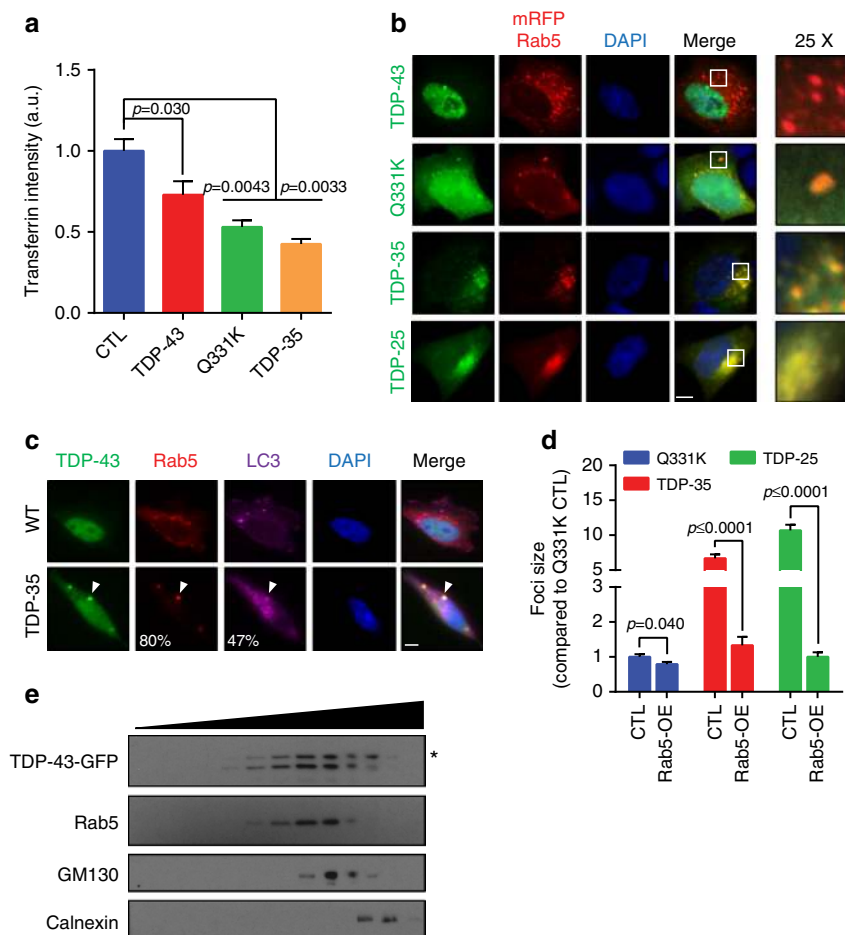 a
Transferrin intensity (a.u.)
1.5
1.0
0.5
0.0
p=0.030
p=0.0043
p=0.0033
CTL
TDP-43
Q331K
TDP-35
b
mRFP
Rab5
DAPI
Merge
25 X
TDP-43
Q331K
TDP-35
TDP-25
c
TDP-43
Rab5
LC3
DAPI
Merge
WT
TDP-35
80%
47%
d
Foci size
(compared to Q331K CTL)
20
15
10
5
3
2
1
0
Q331K
TDP-25
TDP-35
p≤0.0001
p≤0.0001
p=0.040
CTL
Rab5-OE
CTL
Rab5-OE
CTL
Rab5-OE
e
TDP-43-GFP
*
Rab5
GM130
Calnexin